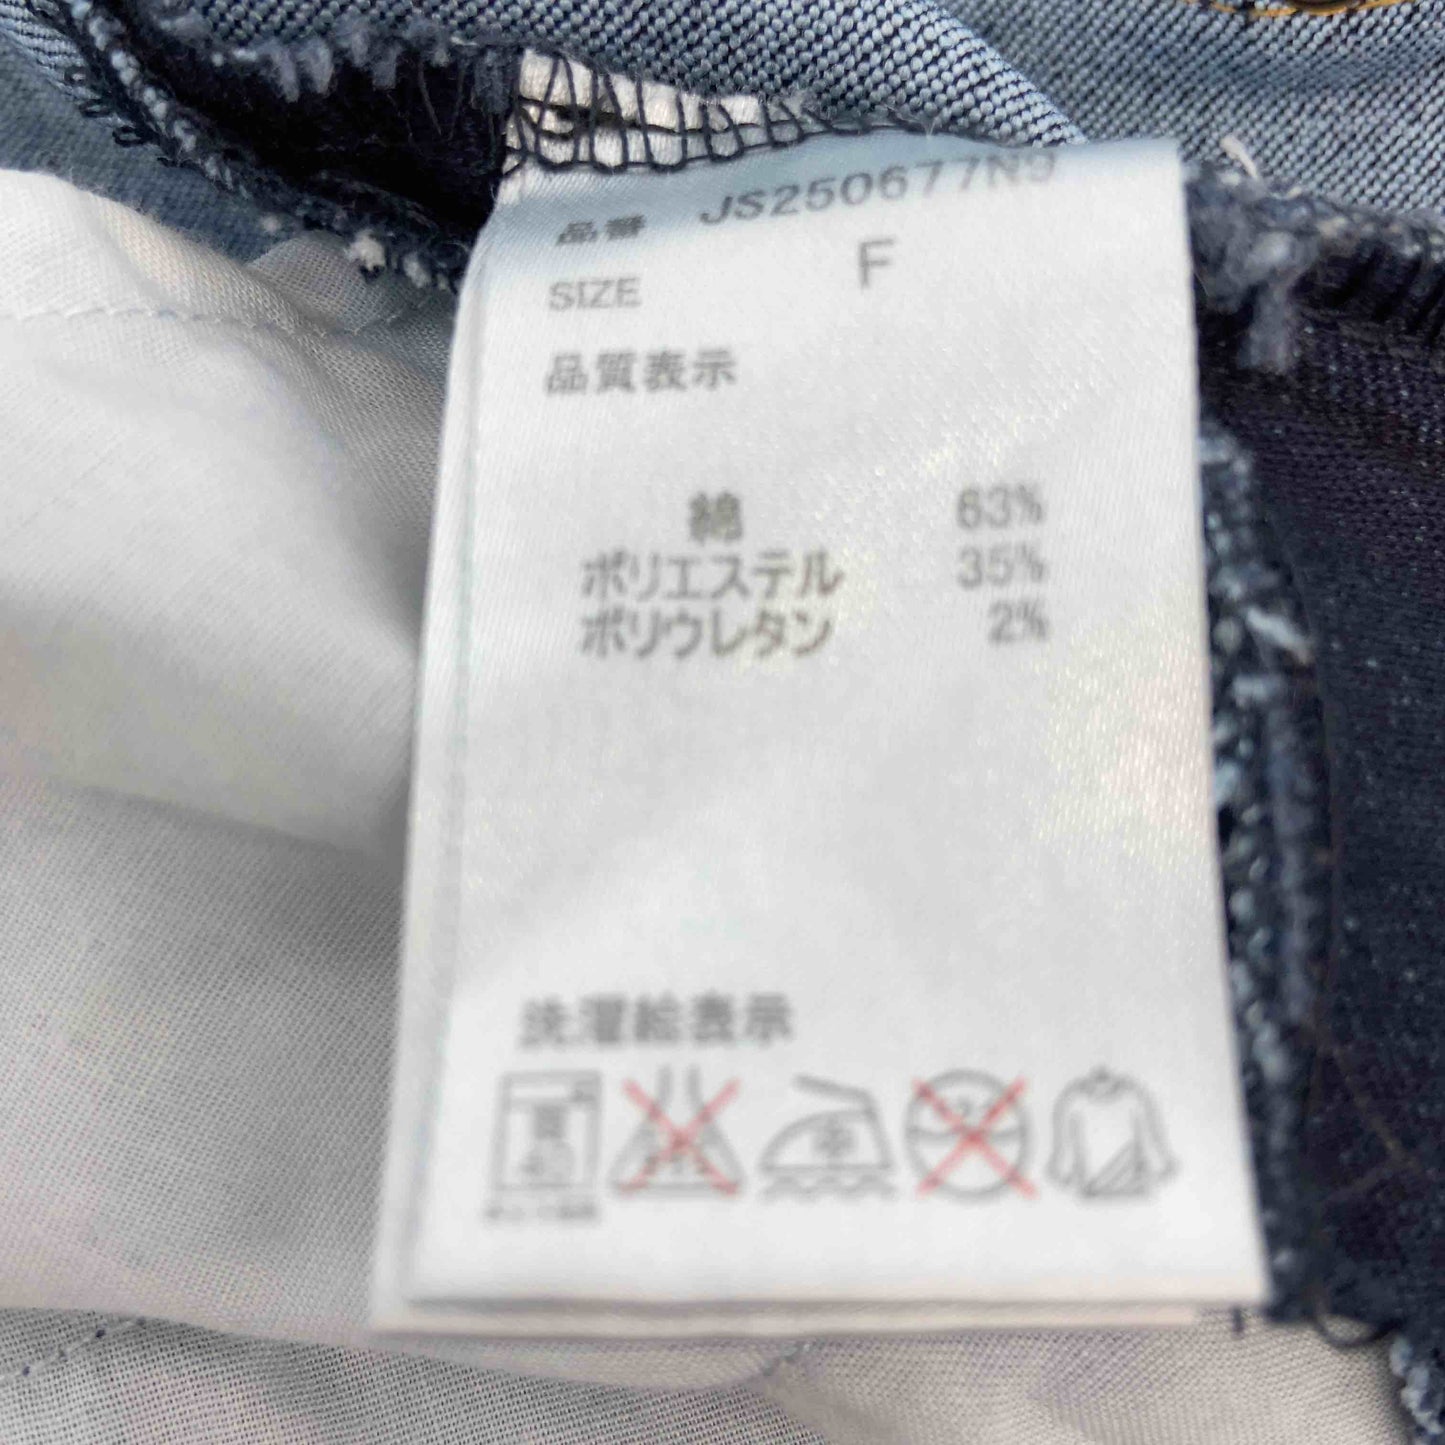 品番 JS250677N9
SIZE F
品質表示
綿 63%
ポリエステル 35%
ポリウレタン 2%
洗濯絵表示
40